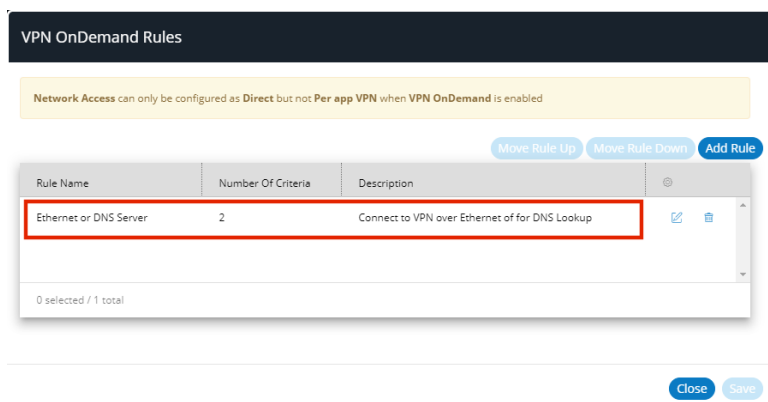 VPN OnDemand Rules
Network Access can only be configured as Direct but not Per app VPN when VPN OnDemand is enabled
Move Rule Up Move Rule Down Add Rule
Rule Name Number Of Criteria Description
Ethernet or DNS Server 2 Connect to VPN over Ethernet of for DNS Lookup
0 selected / 1 total
Close Save